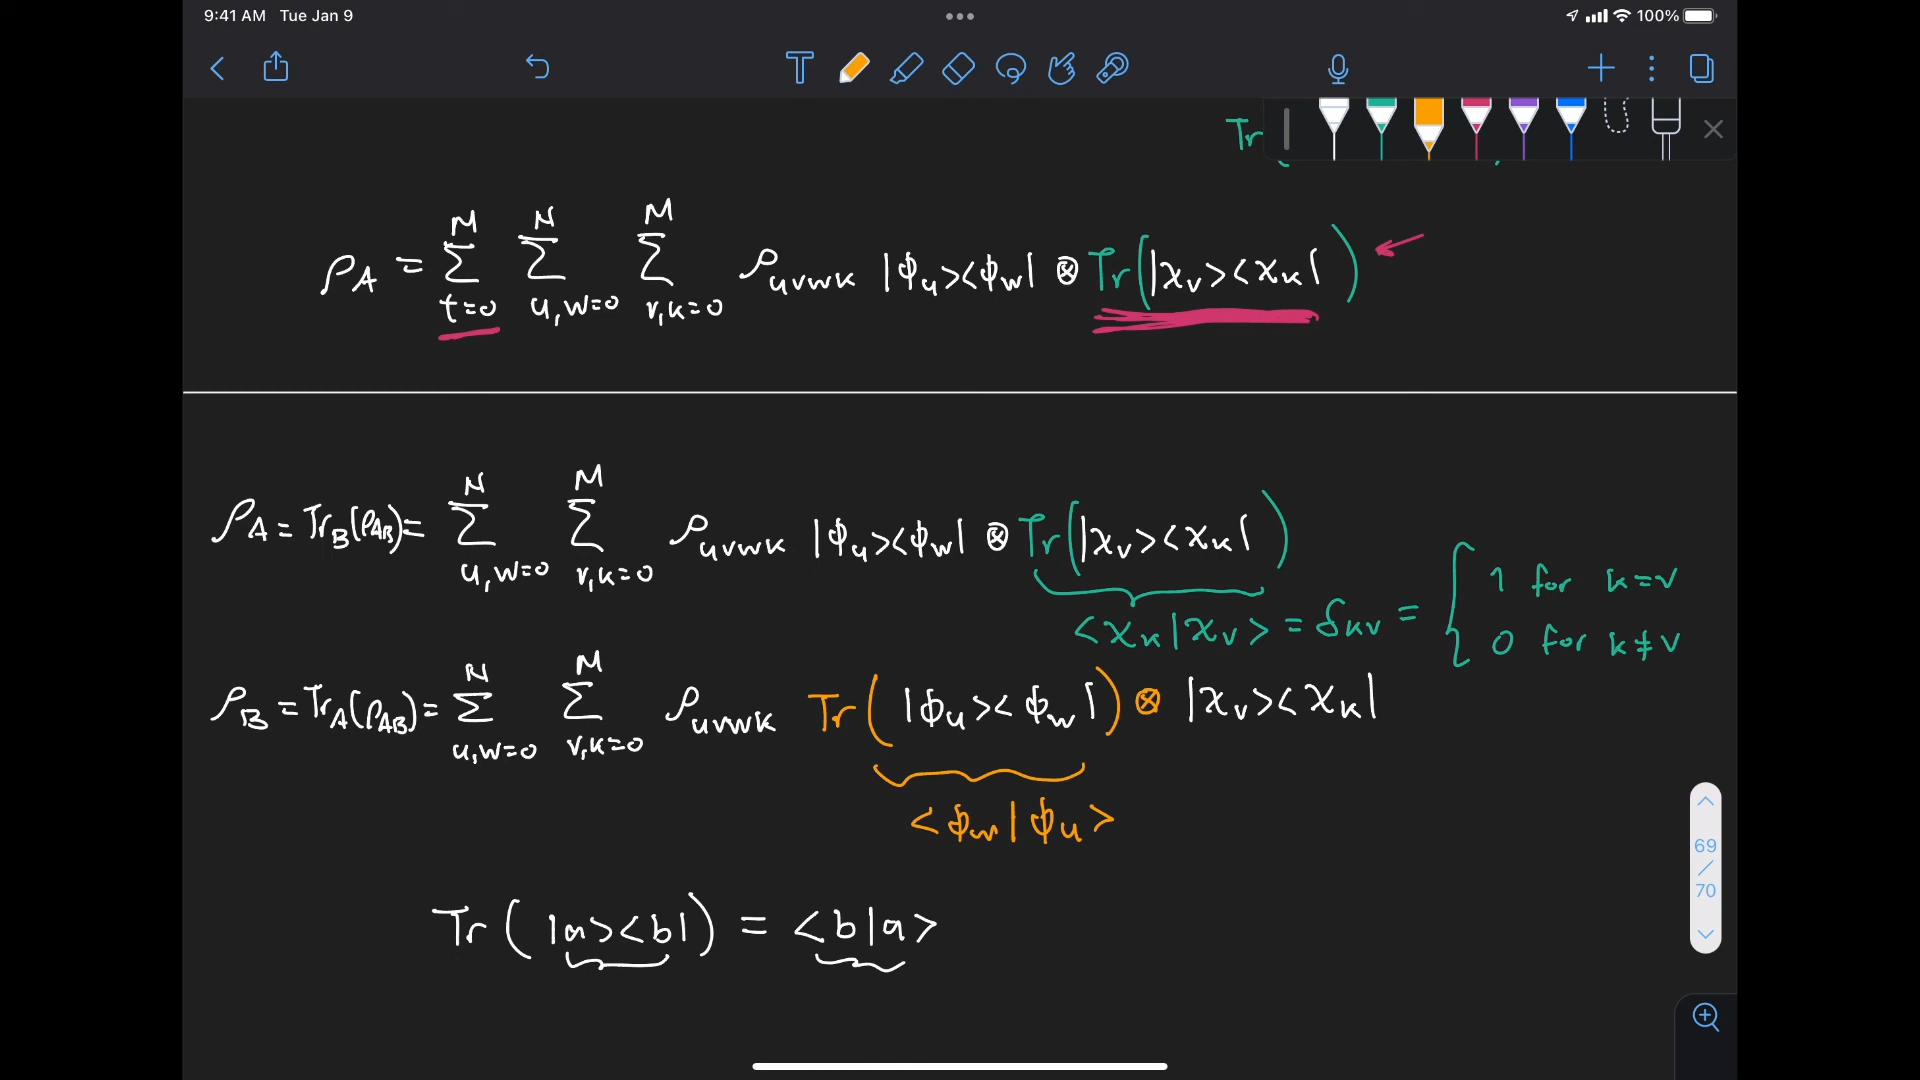 9:41 AM Tue Jan 9 100%
T
Tr
ρ_A = Σ_{t=0}^{M} Σ_{u,w=0}^{N} Σ_{v,k=0}^{M} ρ_{uvwk} |ϕ_u><ϕ_w| ⊗ Tr(|χ_v><χ_k|)
ρ_A = Tr_B(ρ_AB) = Σ_{u,w=0}^{N} Σ_{v,k=0}^{M} ρ_{uvwk} |ϕ_u><ϕ_w| ⊗ Tr(|χ_v><χ_k|)
<χ_k|χ_v> = δ_{kv} = { 1 for k=v
0 for k≠v
ρ_B = Tr_A(ρ_AB) = Σ_{u,w=0}^{N} Σ_{v,k=0}^{M} ρ_{uvwk} Tr(|ϕ_u><ϕ_w|) ⊗ |χ_v><χ_k|
<ϕ_w|ϕ_u>
Tr(|a><b|) = <b|a>
69
/
70